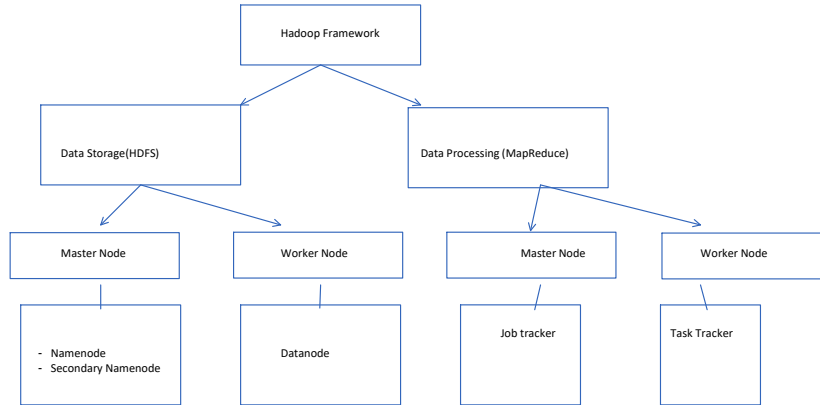 Hadoop Framework
Data Storage(HDFS)
Data Processing (MapReduce)
Master Node
Worker Node
Master Node
Worker Node
- Namenode
- Secondary Namenode
Datanode
Job tracker
Task Tracker